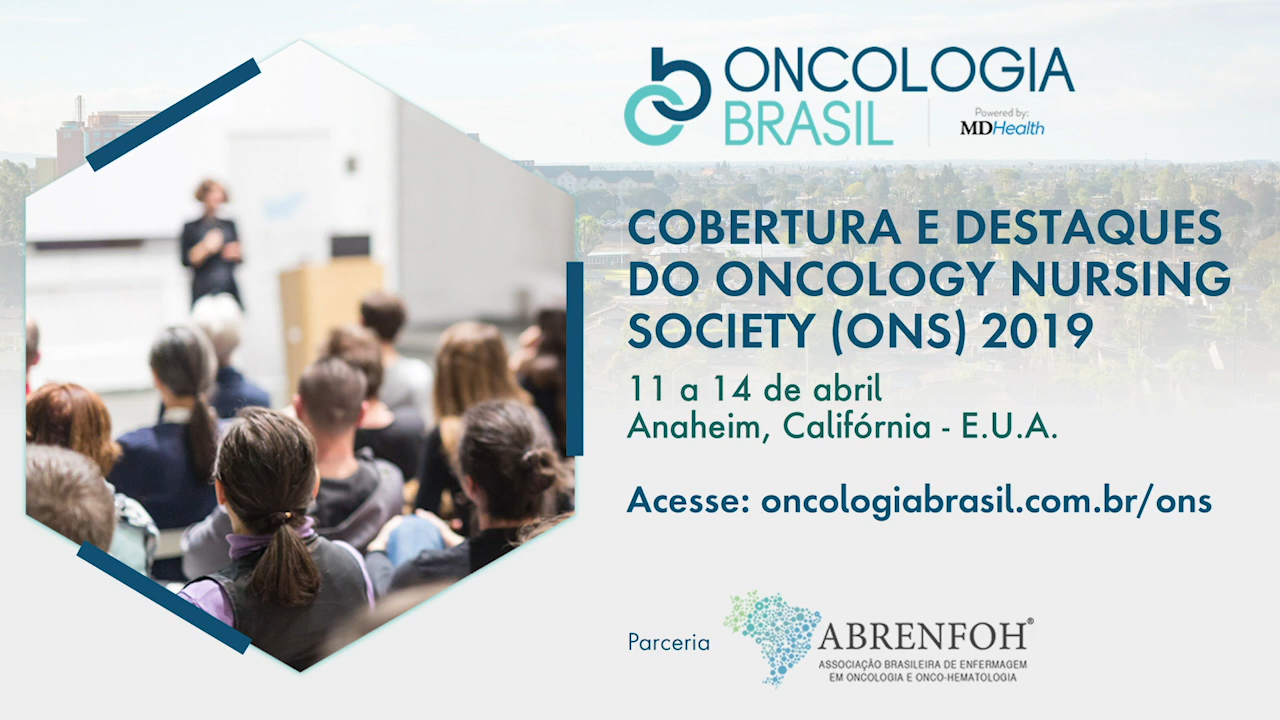 ONCOLOGIA
BRASIL
Powered by:
MDHealth
COBERTURA E DESTAQUES
DO ONCOLOGY NURSING
SOCIETY (ONS) 2019
11 a 14 de abril
Anaheim, Califórnia - E.U.A.
Acesse: oncologiabrasil.com.br/ons
Parceria
ABRENFOH®
ASSOCIAÇÃO BRASILEIRA DE ENFERMAGEM
EM ONCOLOGIA E ONCO-HEMATOLOGIA